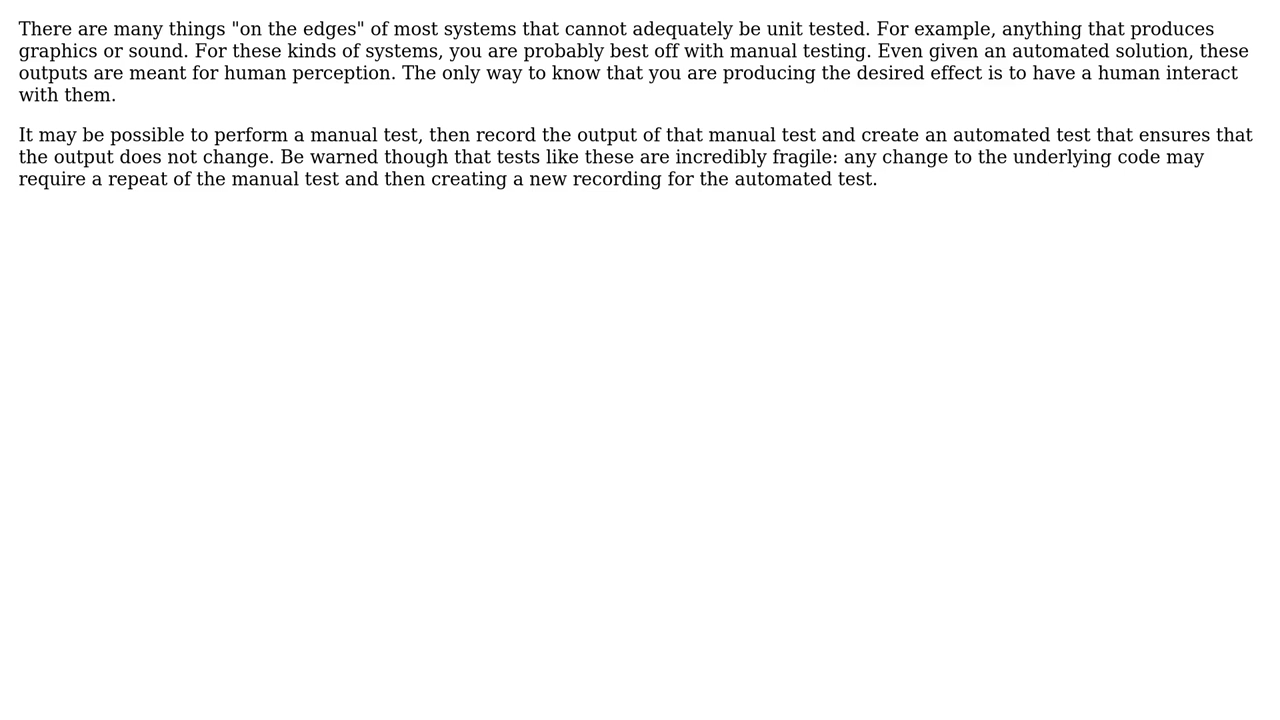 There are many things "on the edges" of most systems that cannot adequately be unit tested. For example, anything that produces
graphics or sound. For these kinds of systems, you are probably best off with manual testing. Even given an automated solution, these
outputs are meant for human perception. The only way to know that you are producing the desired effect is to have a human interact
with them.
It may be possible to perform a manual test, then record the output of that manual test and create an automated test that ensures that
the output does not change. Be warned though that tests like these are incredibly fragile: any change to the underlying code may
require a repeat of the manual test and then creating a new recording for the automated test.